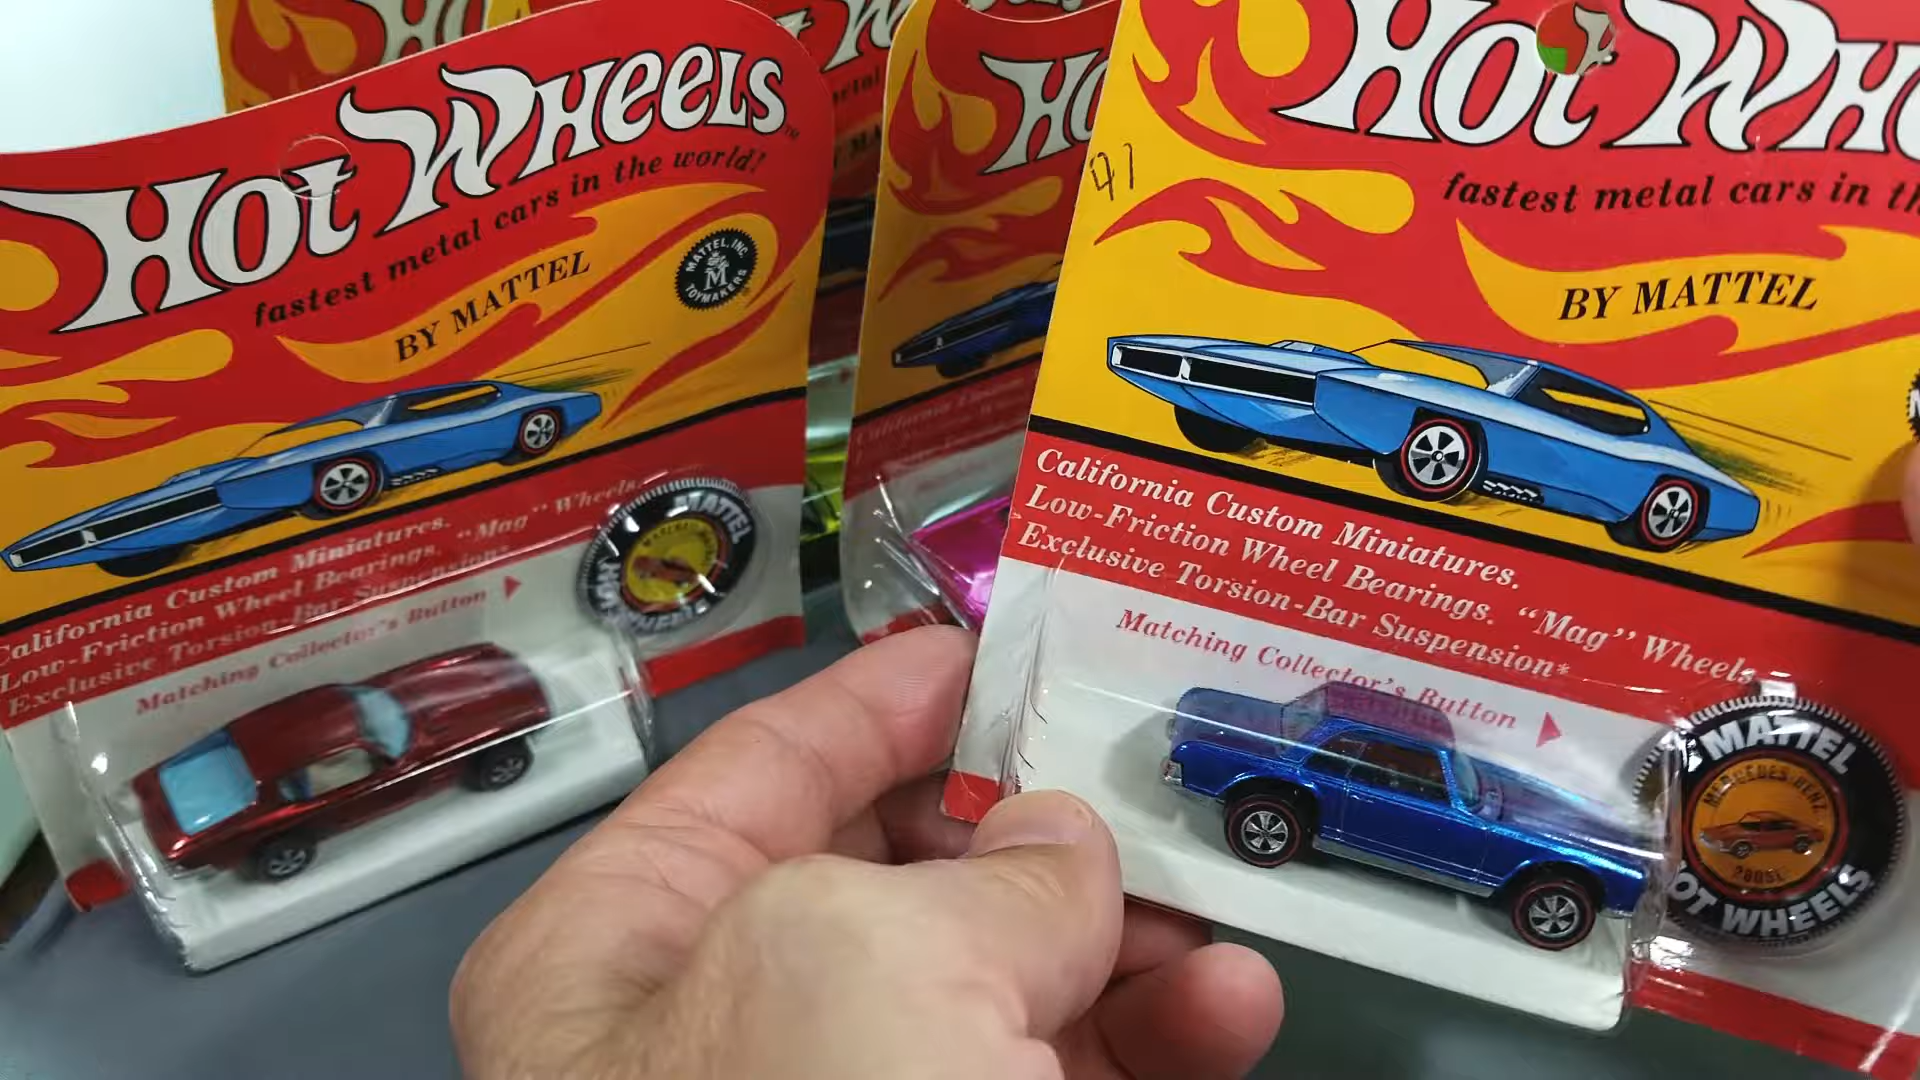 HOT WHEELS
fastest metal cars in the world!
BY MATTEL
MATTEL, INC.
M
TOYMAKERS
California Custom Miniatures.
Low-Friction Wheel Bearings. "Mag" Wheels.
Exclusive Torsion-Bar Suspension*
Matching Collector's Button
MATTEL
HOT WHEELS
HO
HOT WHE
fastest metal cars in th
BY MATTEL
California Custom Miniatures.
Low-Friction Wheel Bearings. "Mag" Wheels.
Exclusive Torsion-Bar Suspension*
Matching Collector's Button
MATTEL
MERCEDES-BENZ
280SL
HOT WHEELS